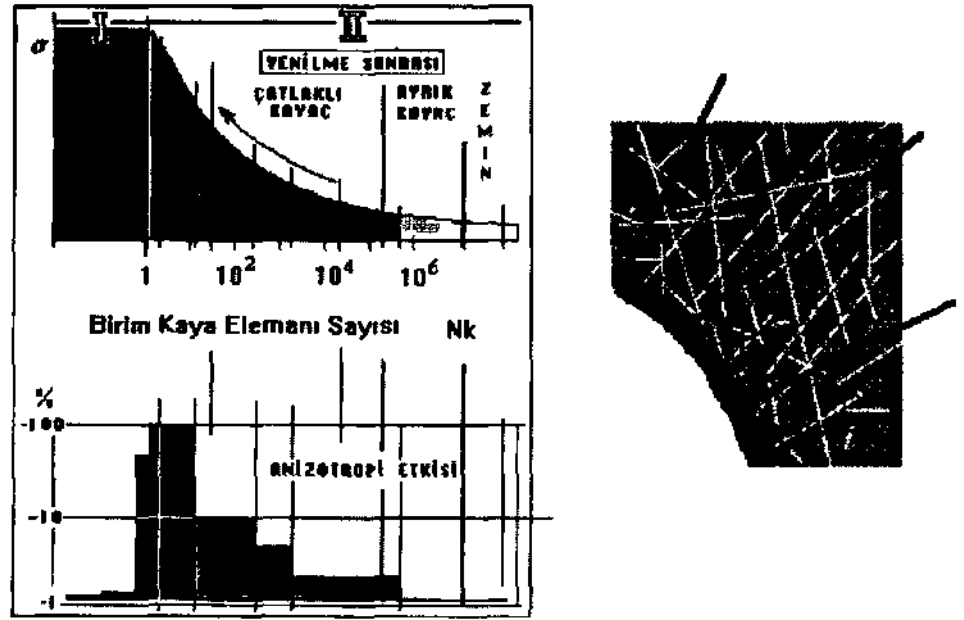 I II
σ
YENİLME SONRASI
ÇATLAKLI KAYAÇ
AYRIK KAYAÇ
ZEMIN
1 10² 10⁴ 10⁶
Birim Kaya Elemanı Sayısı Nk
%
-100
ANİZOTROPİ ETKİSİ
-10
-1